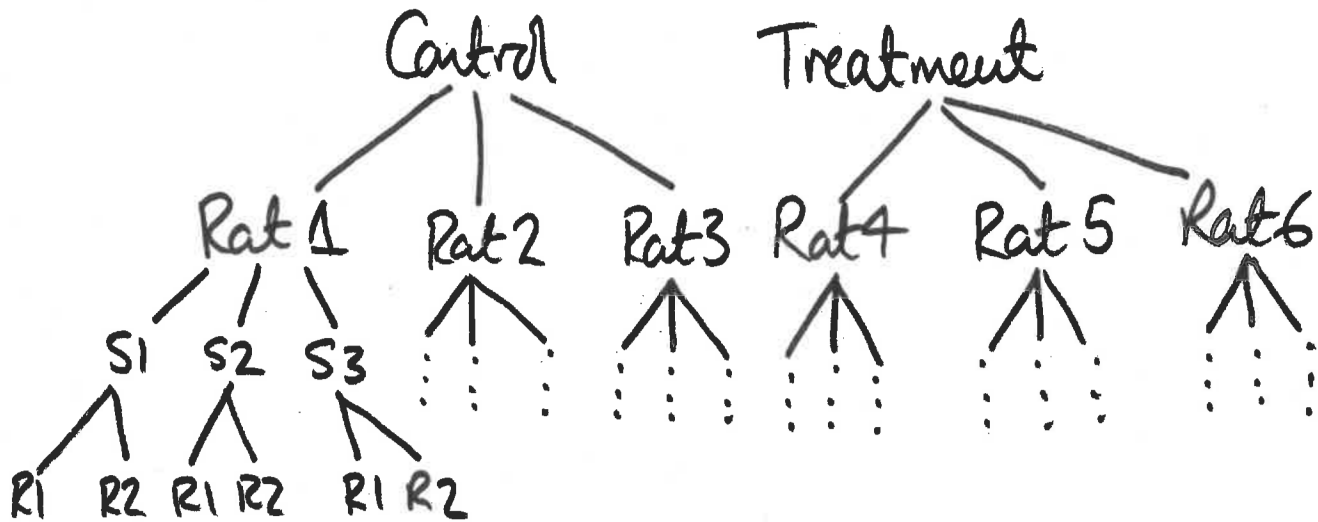 Control Treatment
Rat 1 Rat 2 Rat 3 Rat 4 Rat 5 Rat 6
S1 S2 S3
R1 R2 R1 R2 R1 R2